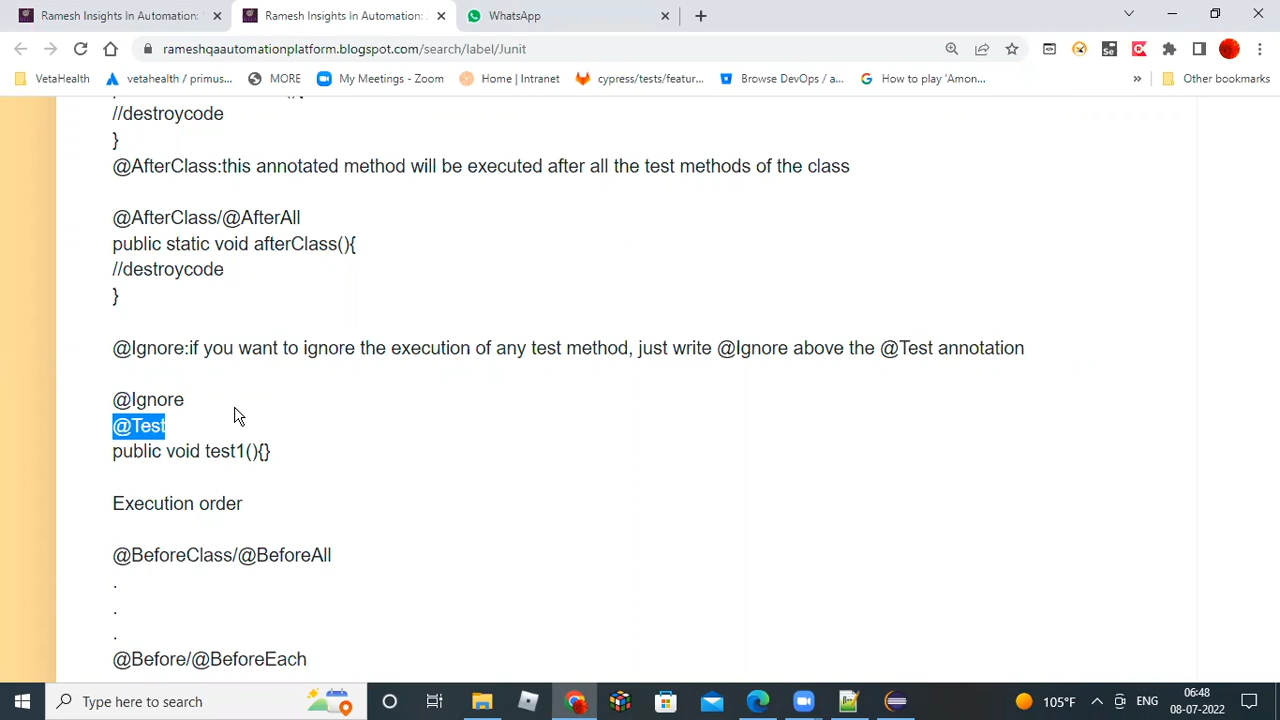 Ramesh Insights In Automation:
Ramesh Insights In Automation:
WhatsApp
rameshqaautomationplatform.blogspot.com/search/label/Junit
VetaHealth
vetahealth / primus...
MORE
My Meetings - Zoom
Home | Intranet
cypress/tests/featur...
Browse DevOps / a...
How to play 'Amon...
»
Other bookmarks
//destroycode
}
@AfterClass:this annotated method will be executed after all the test methods of the class
@AfterClass/@AfterAll
public static void afterClass(){
//destroycode
}
@Ignore:if you want to ignore the execution of any test method, just write @Ignore above the @Test annotation
@Ignore
@Test
public void test1(){}
Execution order
@BeforeClass/@BeforeAll
.
.
.
@Before/@BeforeEach
Type here to search
105°F
ENG
06:48
08-07-2022